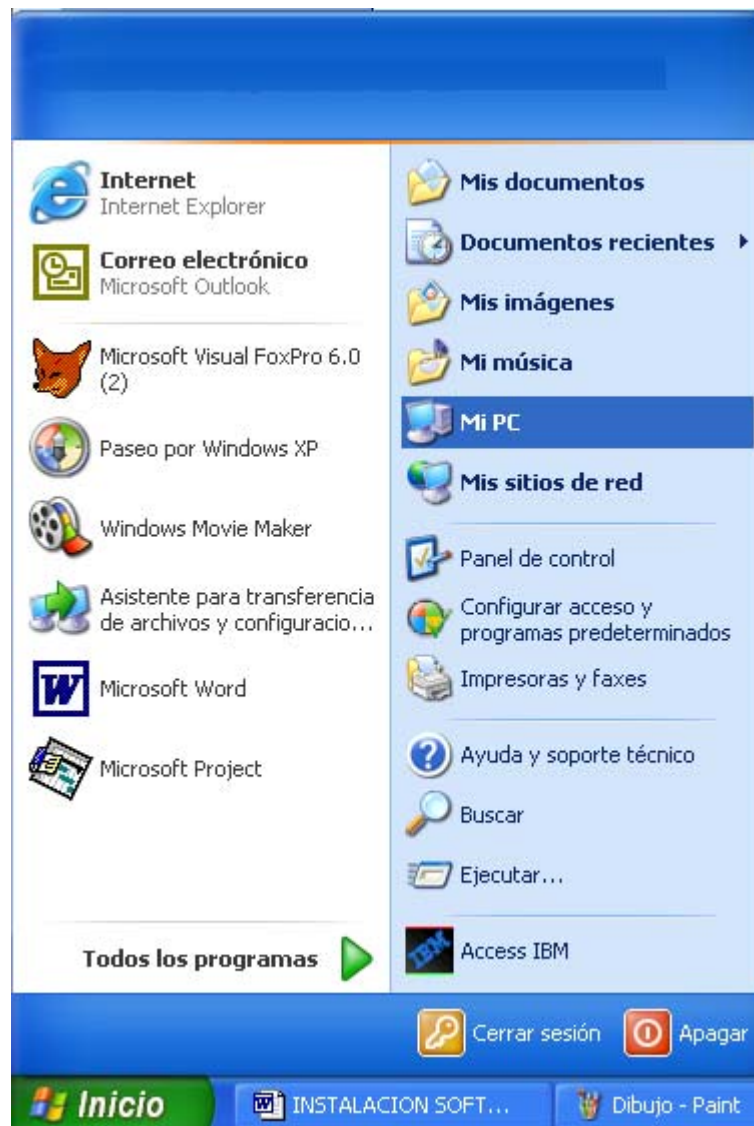 Internet
Internet Explorer
Correo electrónico
Microsoft Outlook
Microsoft Visual FoxPro 6.0
(2)
Paseo por Windows XP
Windows Movie Maker
Asistente para transferencia
de archivos y configuracio...
Microsoft Word
Microsoft Project
Todos los programas
Mis documentos
Documentos recientes
Mis imágenes
Mi música
Mi PC
Mis sitios de red
Panel de control
Configurar acceso y
programas predeterminados
Impresoras y faxes
Ayuda y soporte técnico
Buscar
Ejecutar...
IBM
Access IBM
Cerrar sesión
Apagar
Inicio
INSTALACION SOFT...
Dibujo - Paint